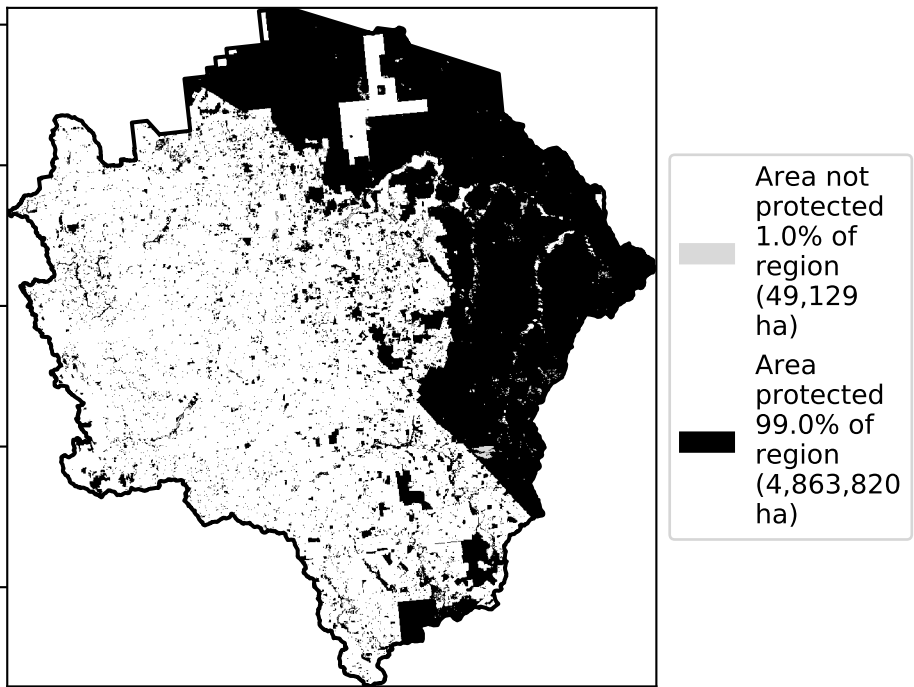 Area not
protected
1.0% of
region
(49,129
ha)
Area
protected
99.0% of
region
(4,863,820
ha)